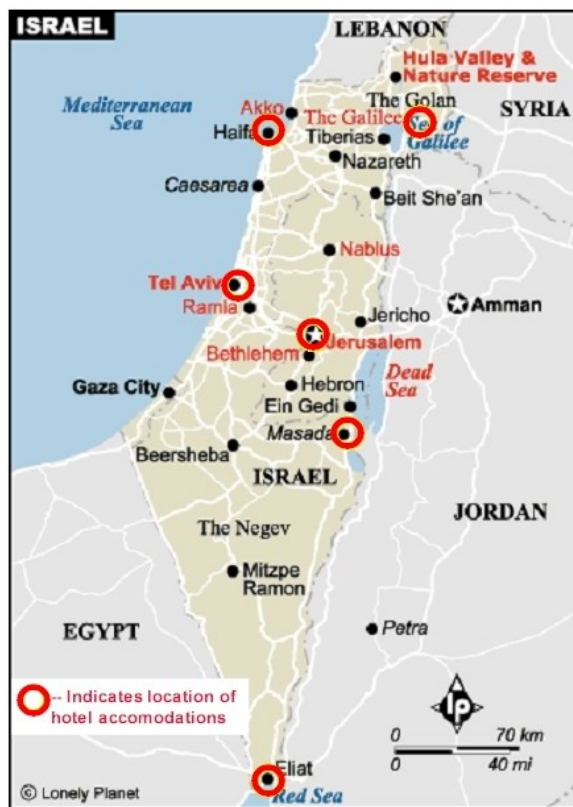 ISRAEL
LEBANON
Hula Valley &
Nature Reserve
Mediterranean
Sea
The Golan
SYRIA
Akko
The Galilee
Sea of
Galilee
Haifa
Tiberias
Nazareth
Caesarea
Beit She'an
Nablus
Tel Aviv
Ramla
Jericho
Amman
Jerusalem
Bethlehem
Dead
Sea
Hebron
Gaza City
Ein Gedi
Masada
Beersheba
ISRAEL
JORDAN
The Negev
Mitzpe
Ramon
EGYPT
Petra
-- Indicates location of
hotel accomodations
lp
0 70 km
0 40 mi
Eliat
Red Sea
© Lonely Planet